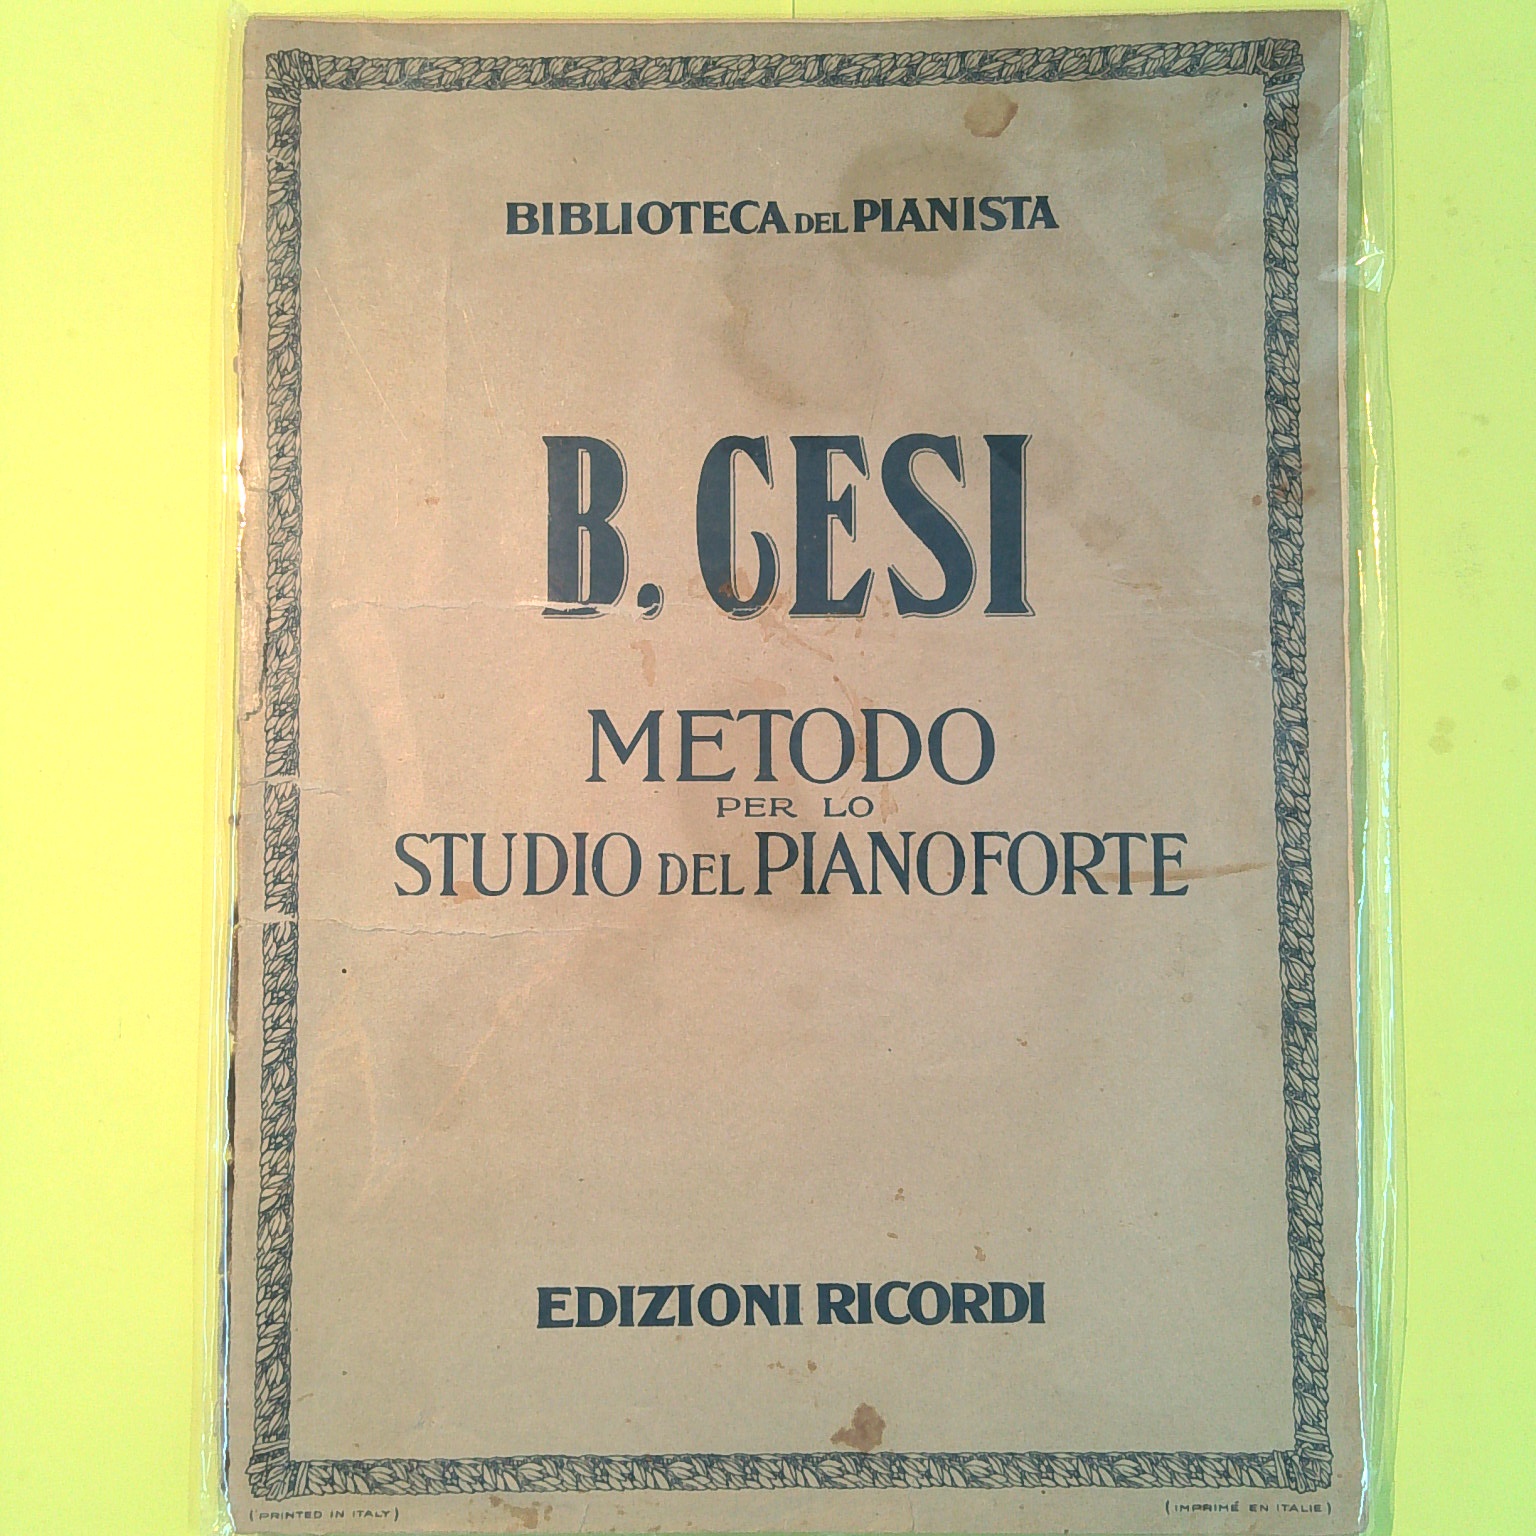 BIBLIOTECA DEL PIANISTA
B. CESI
METODO
PER LO
STUDIO DEL PIANOFORTE
EDIZIONI RICORDI
(PRINTED IN ITALY)
(IMPRIMÉ EN ITALIE)